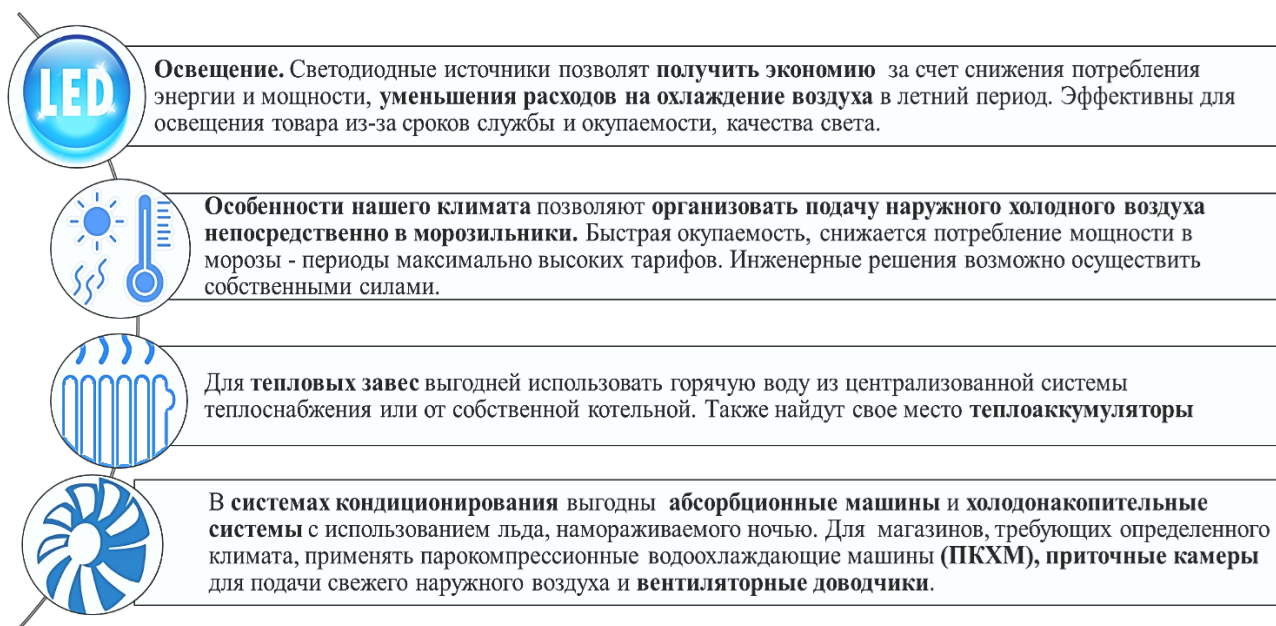 LED
Освещение. Светодиодные источники позволят получить экономию за счет снижения потребления
энергии и мощности, уменьшения расходов на охлаждение воздуха в летний период. Эффективны для
освещения товара из-за сроков службы и окупаемости, качества света.
Особенности нашего климата позволяют организовать подачу наружного холодного воздуха
непосредственно в морозильники. Быстрая окупаемость, снижается потребление мощности в
морозы - периоды максимально высоких тарифов. Инженерные решения возможно осуществить
собственными силами.
Для тепловых завес выгодней использовать горячую воду из централизованной системы
теплоснабжения или от собственной котельной. Также найдут свое место теплоаккумуляторы
В системах кондиционирования выгодны абсорбционные машины и холодонакопительные
системы с использованием льда, намораживаемого ночью. Для магазинов, требующих определенного
климата, применять парокомпрессионные водоохлаждающие машины (ПКХМ), приточные камеры
для подачи свежего наружного воздуха и вентиляторные доводчики.